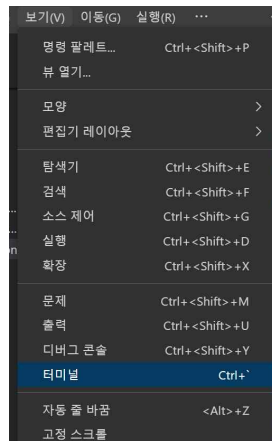 보기(V) 이동(G) 실행(R) ···
명령 팔레트... Ctrl+<Shift>+P
뷰 열기...
모양 >
편집기 레이아웃 >
탐색기 Ctrl+<Shift>+E
검색 Ctrl+<Shift>+F
소스 제어 Ctrl+<Shift>+G
실행 Ctrl+<Shift>+D
확장 Ctrl+<Shift>+X
문제 Ctrl+<Shift>+M
출력 Ctrl+<Shift>+U
디버그 콘솔 Ctrl+<Shift>+Y
터미널 Ctrl+`
자동 줄 바꿈 <Alt>+Z
고정 스크롤